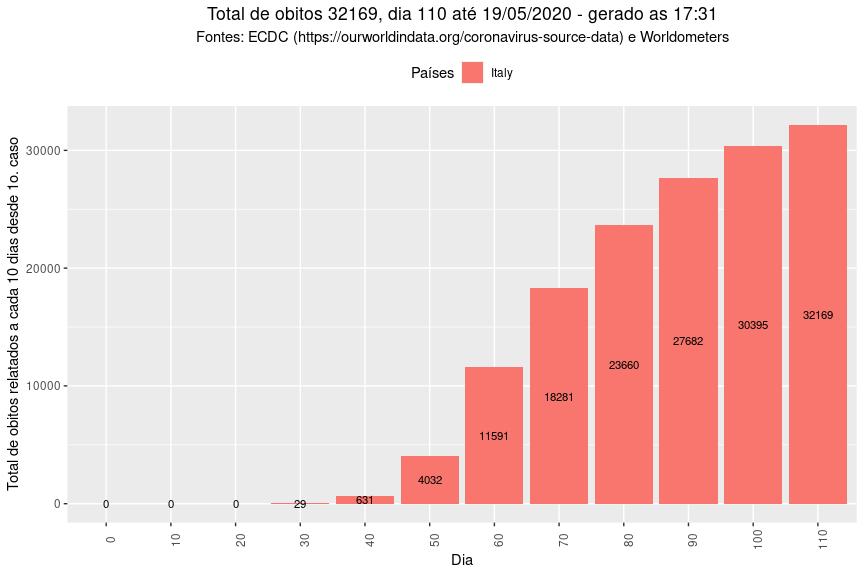 Total de obitos 32169, dia 110 até 19/05/2020 - gerado as 17:31
Fontes: ECDC (https://ourworldindata.org/coronavirus-source-data) e Worldometers
Países Italy
Total de obitos relatados a cada 10 dias desde 1o. caso
30000
20000
10000
0
0 0 0 29 631 4032 11591 18281 23660 27682 30395 32169
0 10 20 30 40 50 60 70 80 90 100 110
Dia